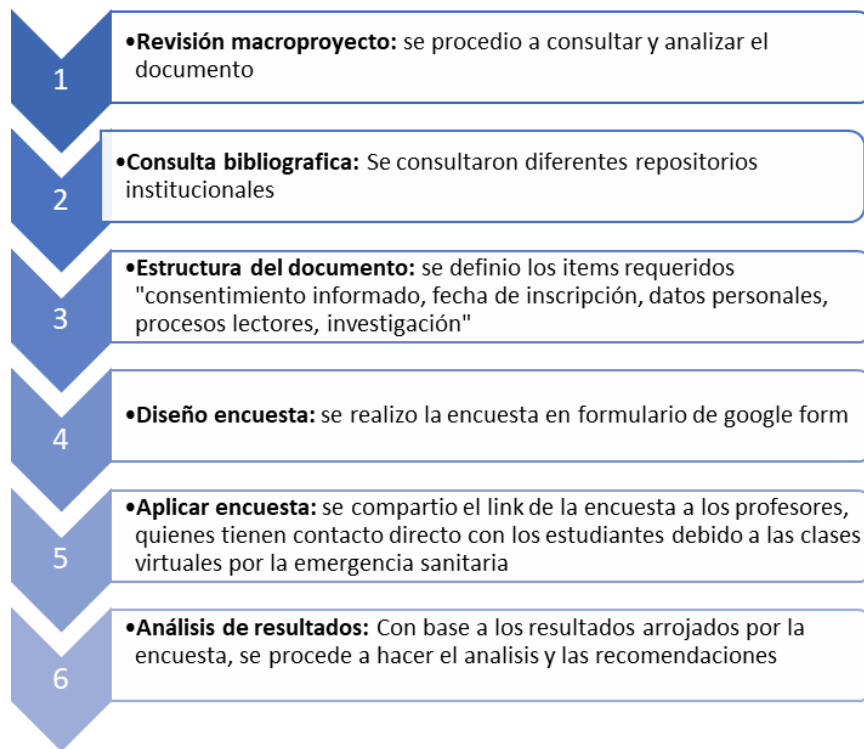 1
•Revisión macroproyecto: se procedio a consultar y analizar el
documento
2
•Consulta bibliografica: Se consultaron diferentes repositorios
institucionales
3
•Estructura del documento: se definio los items requeridos
"consentimiento informado, fecha de inscripción, datos personales,
procesos lectores, investigación"
4
•Diseño encuesta: se realizo la encuesta en formulario de google form
5
•Aplicar encuesta: se compartio el link de la encuesta a los profesores,
quienes tienen contacto directo con los estudiantes debido a las clases
virtuales por la emergencia sanitaria
6
•Análisis de resultados: Con base a los resultados arrojados por la
encuesta, se procede a hacer el analisis y las recomendaciones